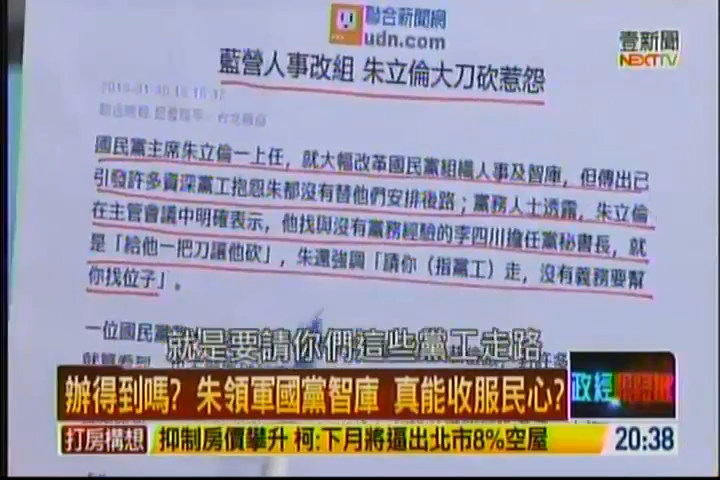 聯合新聞網
udn.com
壹新聞
NEXTTV
藍營人事改組 朱立倫大刀砍惹怨
國民黨主席朱立倫一上任，就大幅改革國民黨組織人事及智庫，但傳出已
引發許多資深黨工抱怨朱都沒有替他們安排後路；黨務人士透露，朱立倫
在主管會議中明確表示，他找與沒有黨務經驗的李四川擔任黨秘書長，就
是「給他一把刀讓他砍」，朱還強調「請你（指黨工）走，沒有義務要幫
你找位子」。
一位國民黨
就是要請你們這些黨工走路
辦得到嗎? 朱領軍國黨智庫 真能收服民心?
政經
打房構想
抑制房價攀升 柯:下月將逼出北市8%空屋
20:38